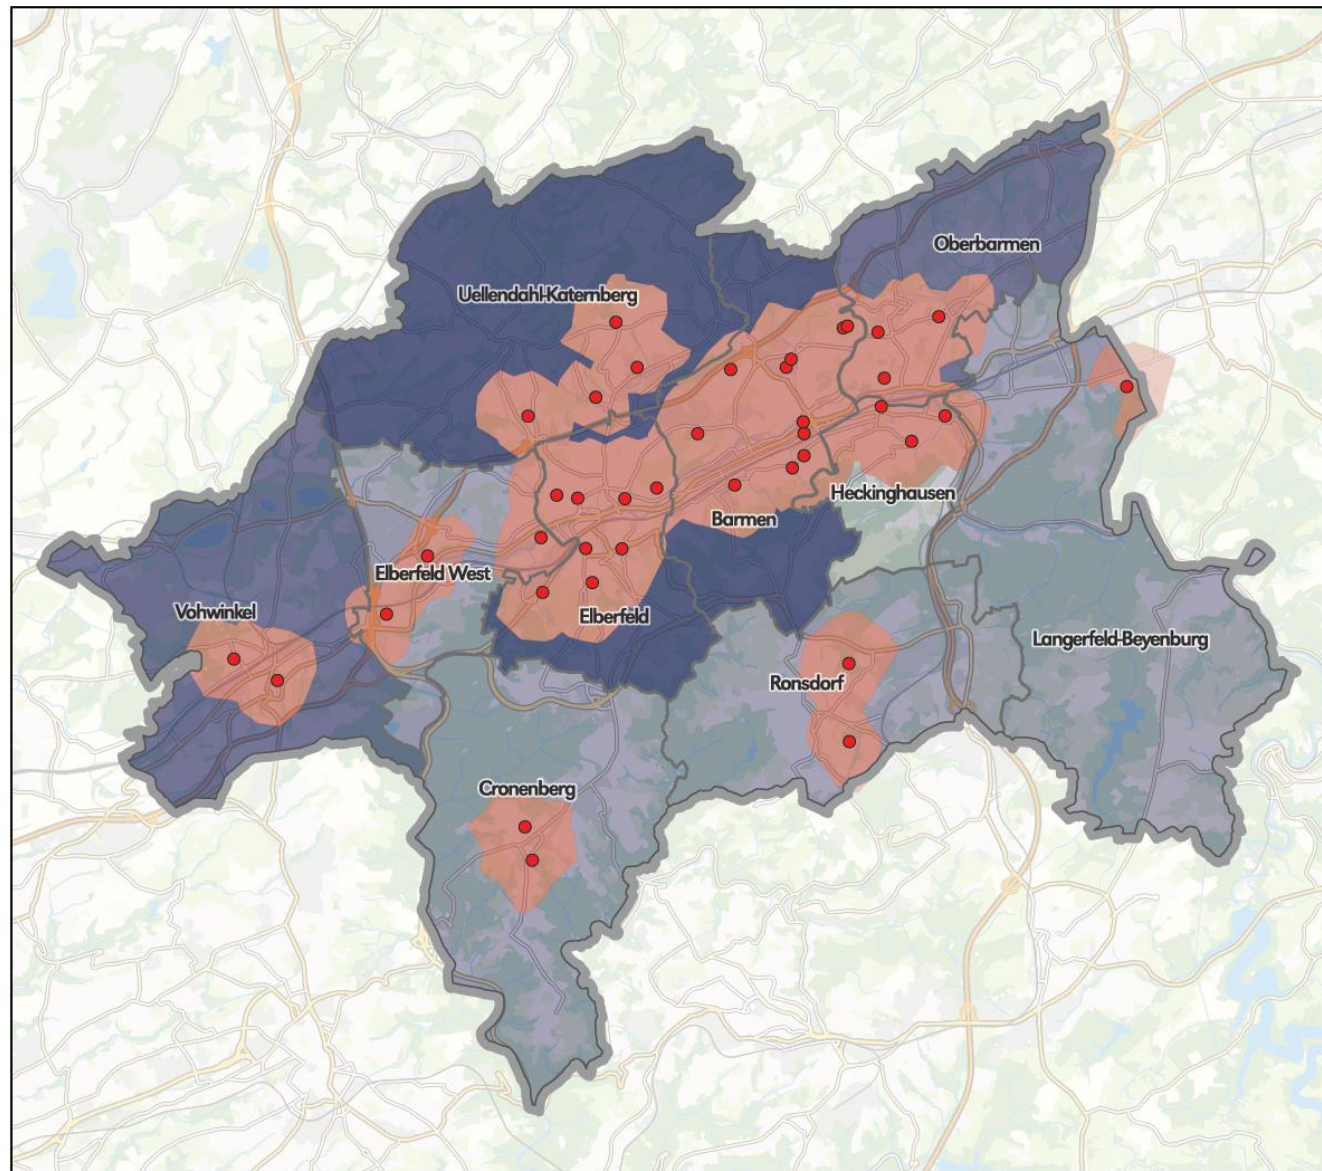 Oberbarmen
Uellendahl-Katernberg
Heckinghausen
Barmen
Elberfeld West
Vohwinkel
Elberfeld
Langerfeld-Beyenburg
Ronsdorf
Cronenberg